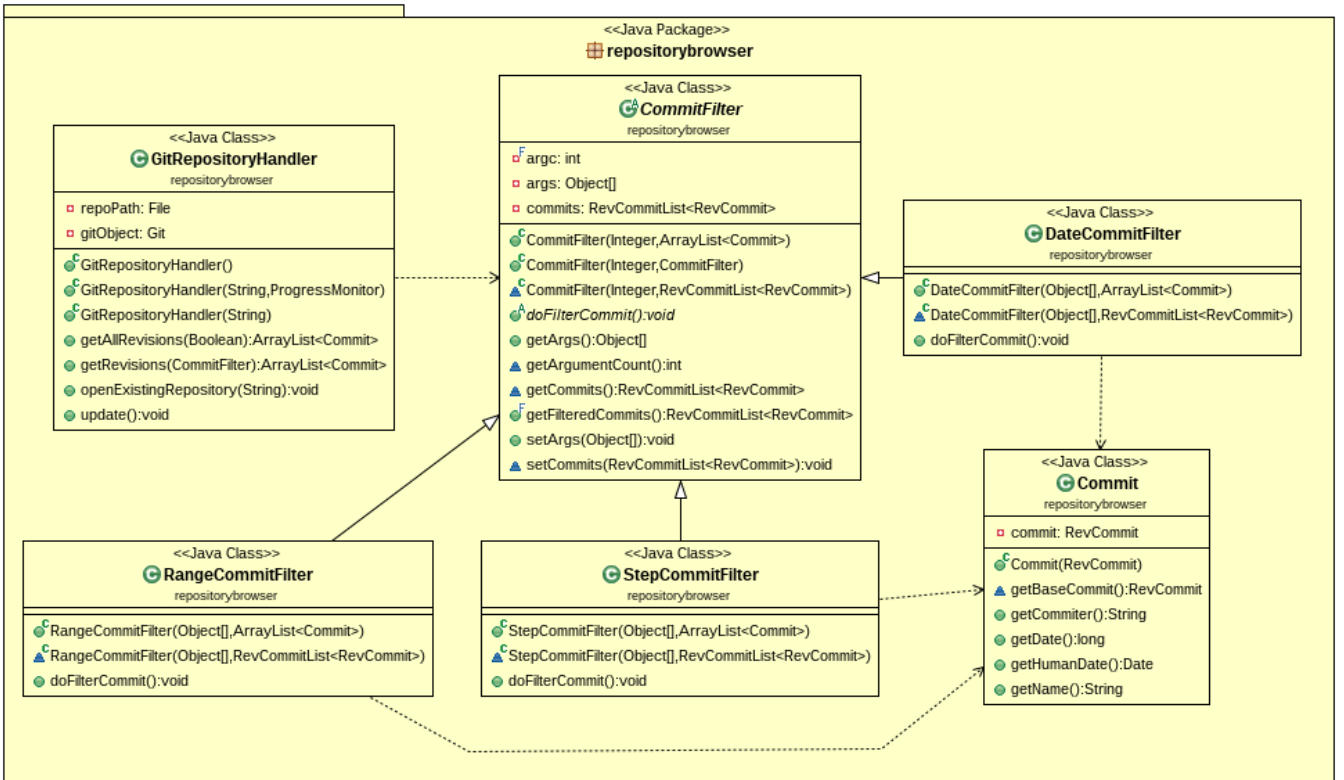 <<Java Package>>
repositorybrowser
<<Java Class>>
GitRepositoryHandler
repositorybrowser
repoPath: File
gitObject: Git
GitRepositoryHandler()
GitRepositoryHandler(String,ProgressMonitor)
GitRepositoryHandler(String)
getAllRevisions(Boolean):ArrayList<Commit>
getRevisions(CommitFilter):ArrayList<Commit>
openExistingRepository(String):void
update():void
<<Java Class>>
CommitFilter
repositorybrowser
argc: int
args: Object[]
commits: RevCommitList<RevCommit>
CommitFilter(Integer,ArrayList<Commit>)
CommitFilter(Integer,CommitFilter)
CommitFilter(Integer,RevCommitList<RevCommit>)
doFilterCommit():void
getArgs():Object[]
getArgumentCount():int
getCommits():RevCommitList<RevCommit>
getFilteredCommits():RevCommitList<RevCommit>
setArgs(Object[]):void
setCommits(RevCommitList<RevCommit>):void
<<Java Class>>
DateCommitFilter
repositorybrowser
DateCommitFilter(Object[],ArrayList<Commit>)
DateCommitFilter(Object[],RevCommitList<RevCommit>)
doFilterCommit():void
<<Java Class>>
RangeCommitFilter
repositorybrowser
RangeCommitFilter(Object[],ArrayList<Commit>)
RangeCommitFilter(Object[],RevCommitList<RevCommit>)
doFilterCommit():void
<<Java Class>>
StepCommitFilter
repositorybrowser
StepCommitFilter(Object[],ArrayList<Commit>)
StepCommitFilter(Object[],RevCommitList<RevCommit>)
doFilterCommit():void
<<Java Class>>
Commit
repositorybrowser
commit: RevCommit
Commit(RevCommit)
getBaseCommit():RevCommit
getCommiter():String
getDate():long
getHumanDate():Date
getName():String